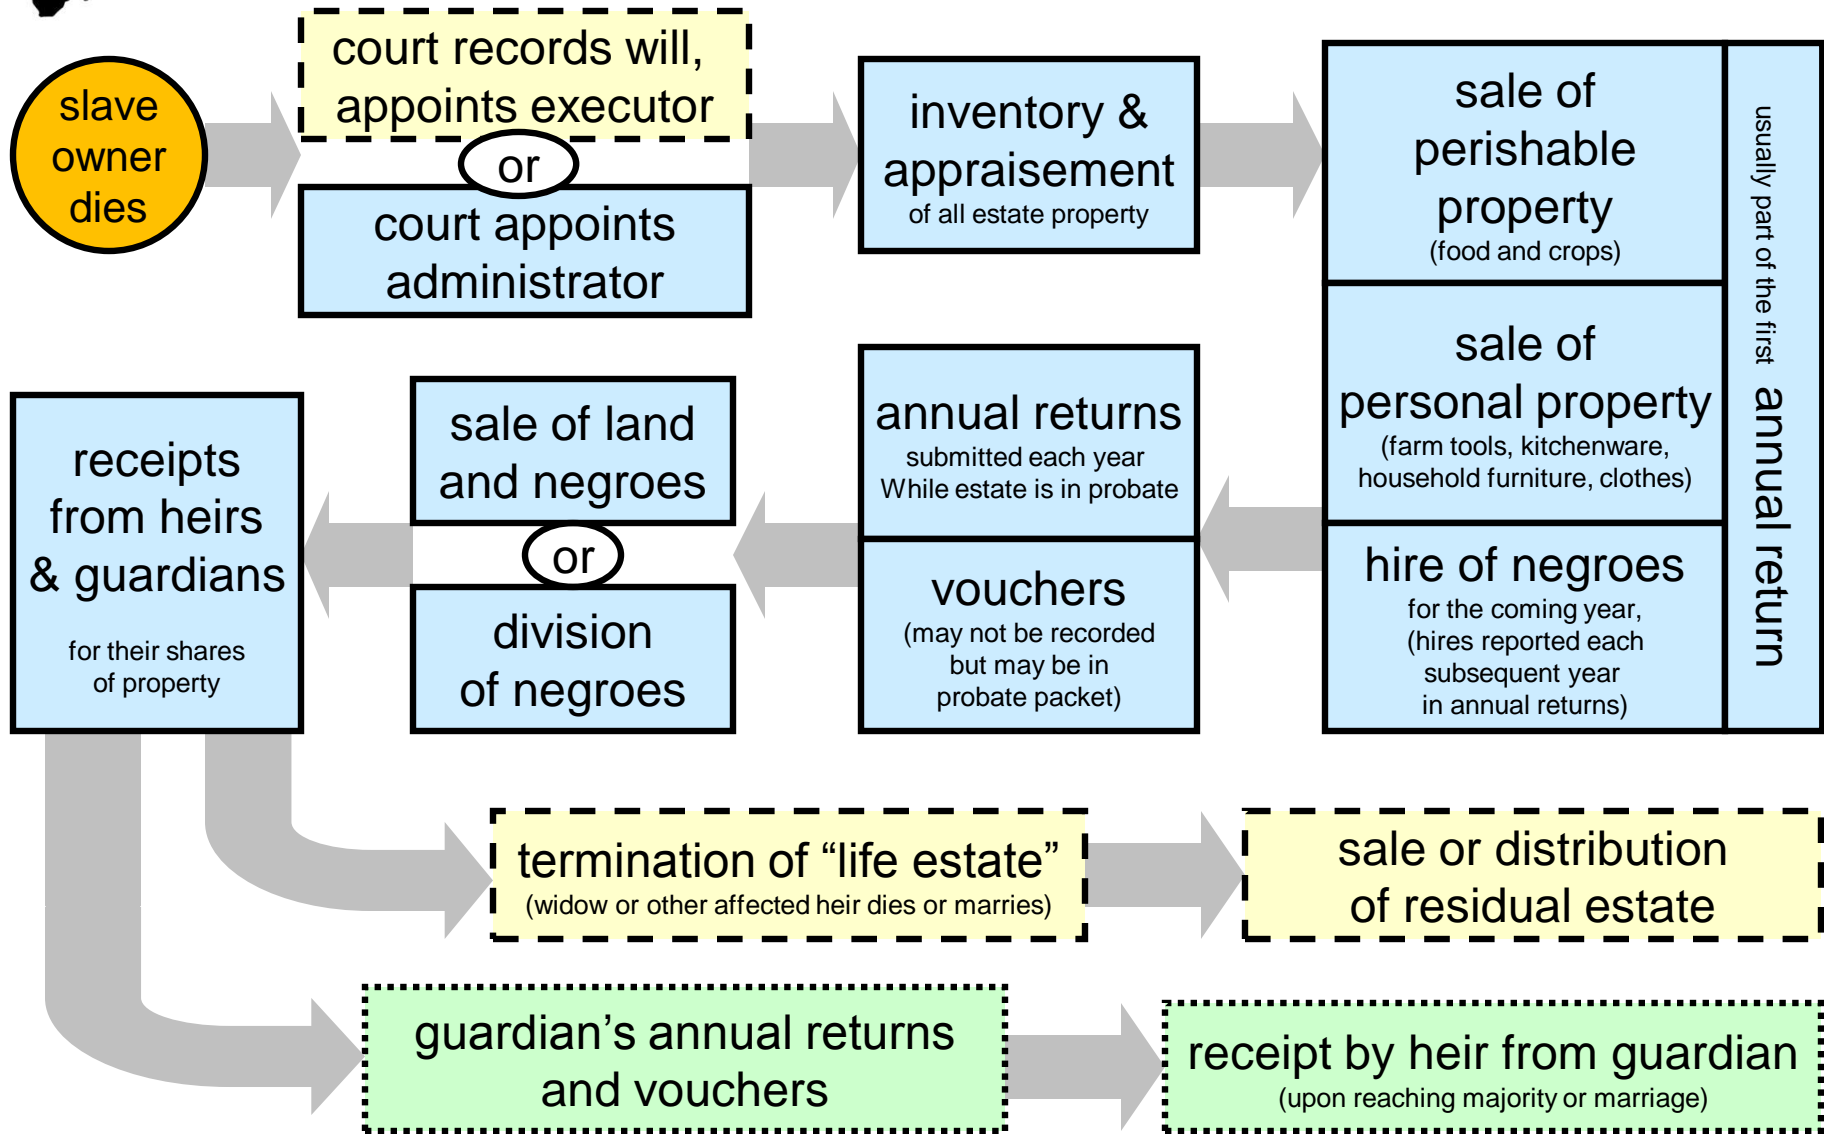 slave
owner
dies
court records will,
appoints executor
or
court appoints
administrator
inventory &
appraisement
of all estate property
sale of
perishable
property
(food and crops)
sale of
personal property
(farm tools, kitchenware,
household furniture, clothes)
hire of negroes
for the coming year,
(hires reported each
subsequent year
in annual returns)
usually part of the first annual return
annual returns
submitted each year
While estate is in probate
vouchers
(may not be recorded
but may be in
probate packet)
sale of land
and negroes
or
division
of negroes
receipts
from heirs
& guardians
for their shares
of property
termination of “life estate”
(widow or other affected heir dies or marries)
sale or distribution
of residual estate
guardian’s annual returns
and vouchers
receipt by heir from guardian
(upon reaching majority or marriage)